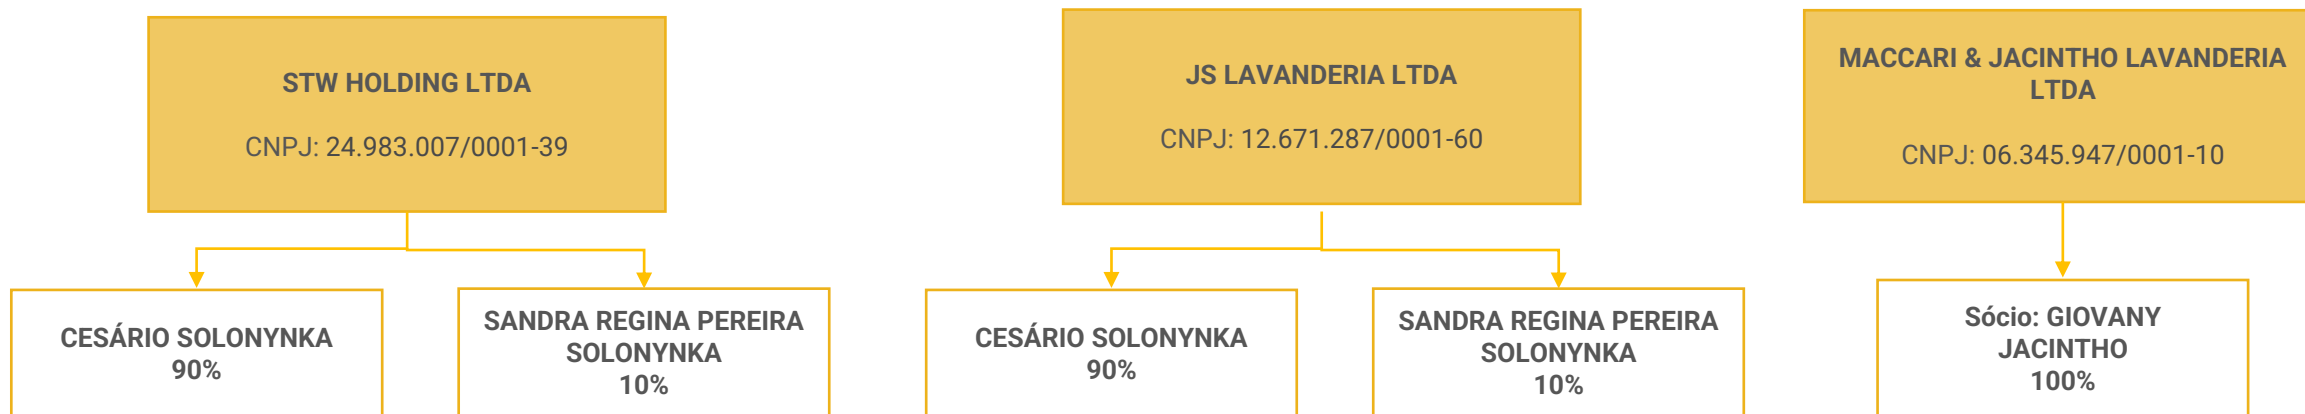 STW HOLDING LTDA
CNPJ: 24.983.007/0001-39
CESÁRIO SOLONYNKA
90%
SANDRA REGINA PEREIRA
SOLONYNKA
10%
JS LAVANDERIA LTDA
CNPJ: 12.671.287/0001-60
CESÁRIO SOLONYNKA
90%
SANDRA REGINA PEREIRA
SOLONYNKA
10%
MACCARI & JACINTHO LAVANDERIA
LTDA
CNPJ: 06.345.947/0001-10
Sócio: GIOVANY
JACINTHO
100%